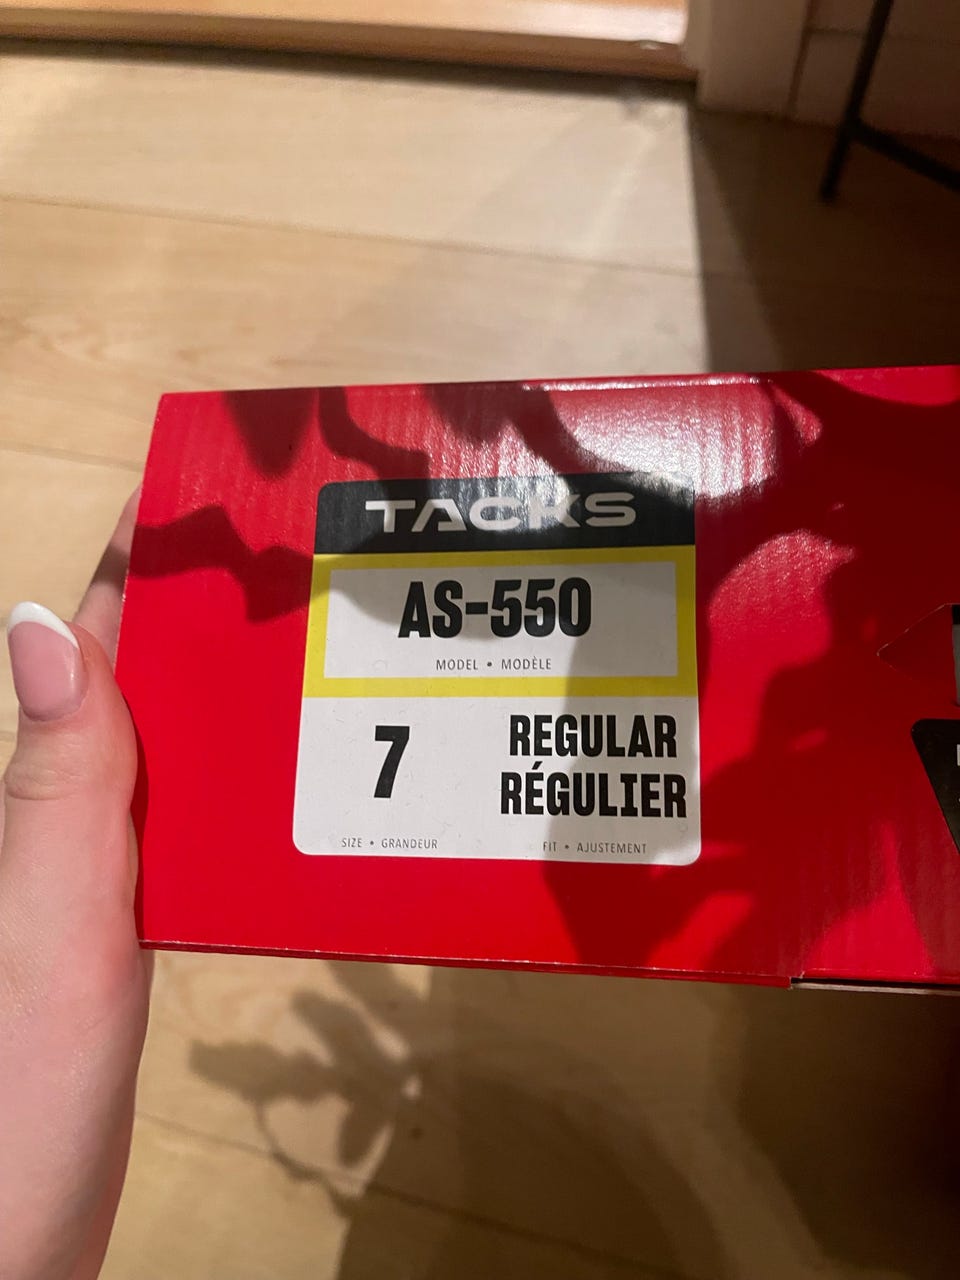 TACKS
AS-550
MODEL • MODÈLE
7
REGULAR
RÉGULIER
SIZE • GRANDEUR
FIT • AJUSTEMENT